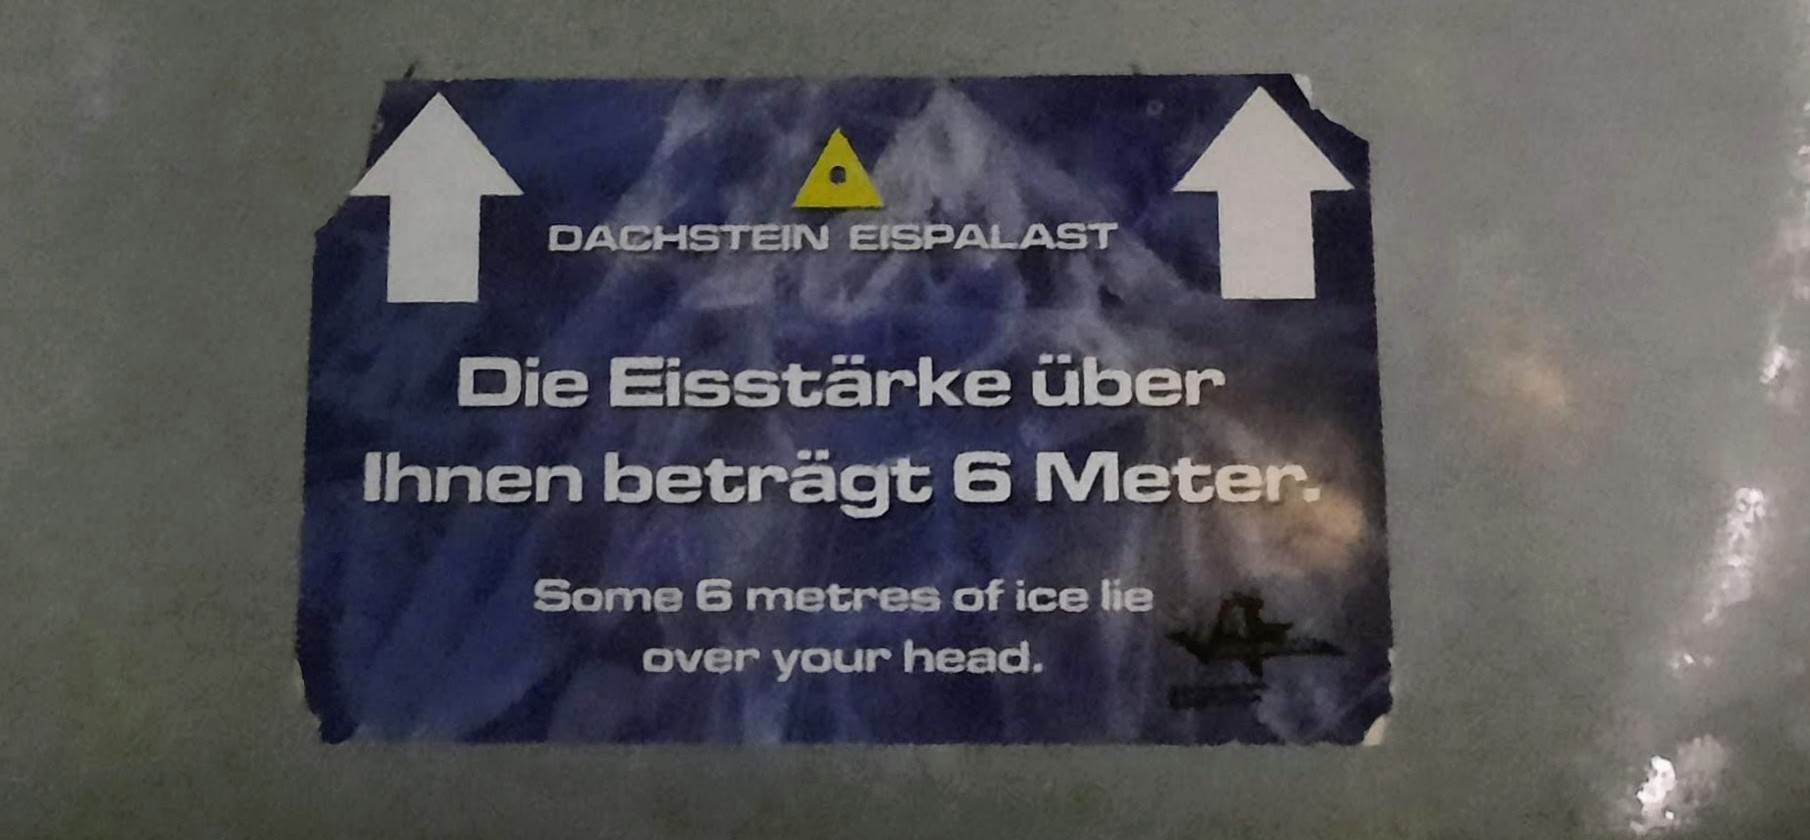 DACHSTEIN EISPALAST
Die Eisstärke über
Ihnen beträgt 6 Meter.
Some 6 metres of ice lie
over your head.